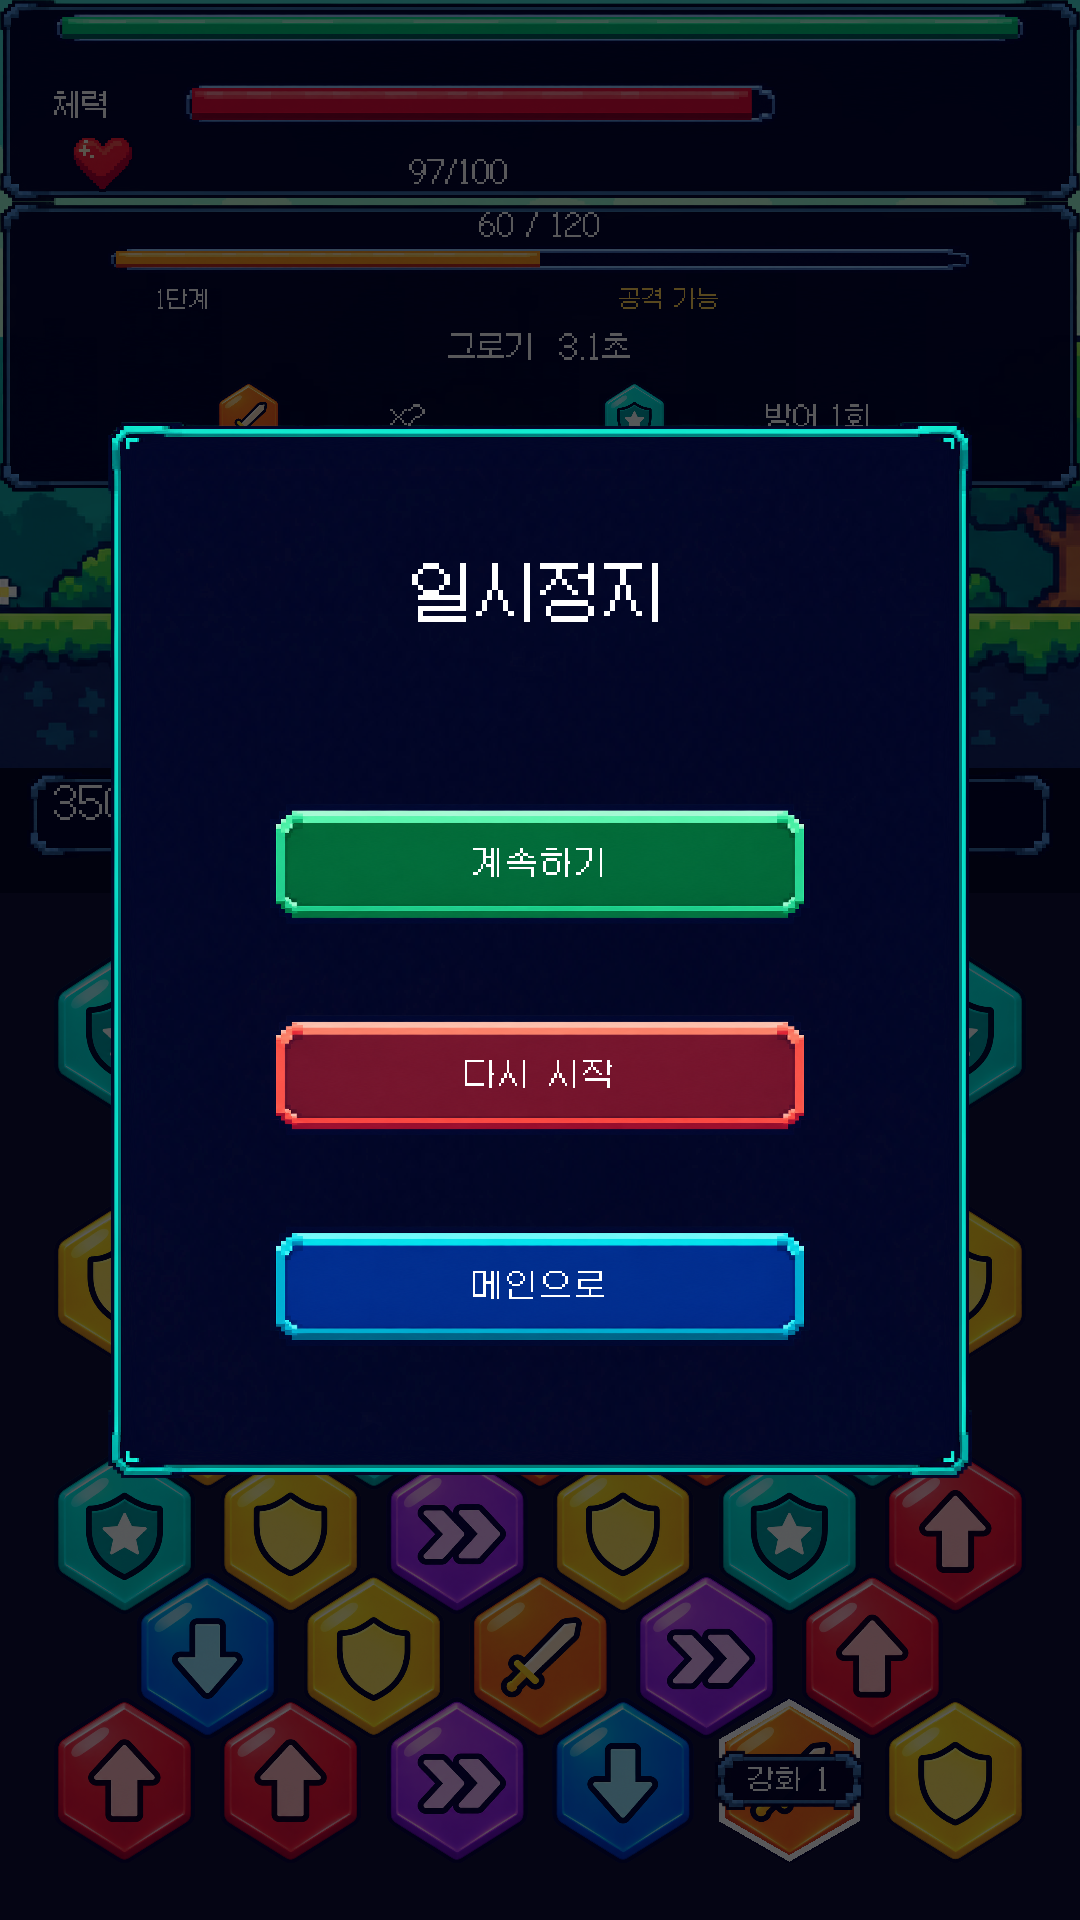 체력
97/100
60 / 120
1단계 공격 가능
그로기 3.1초
x2 방어 1회
일시정지
350
계속하기
다시 시작
메인으로
강화 1